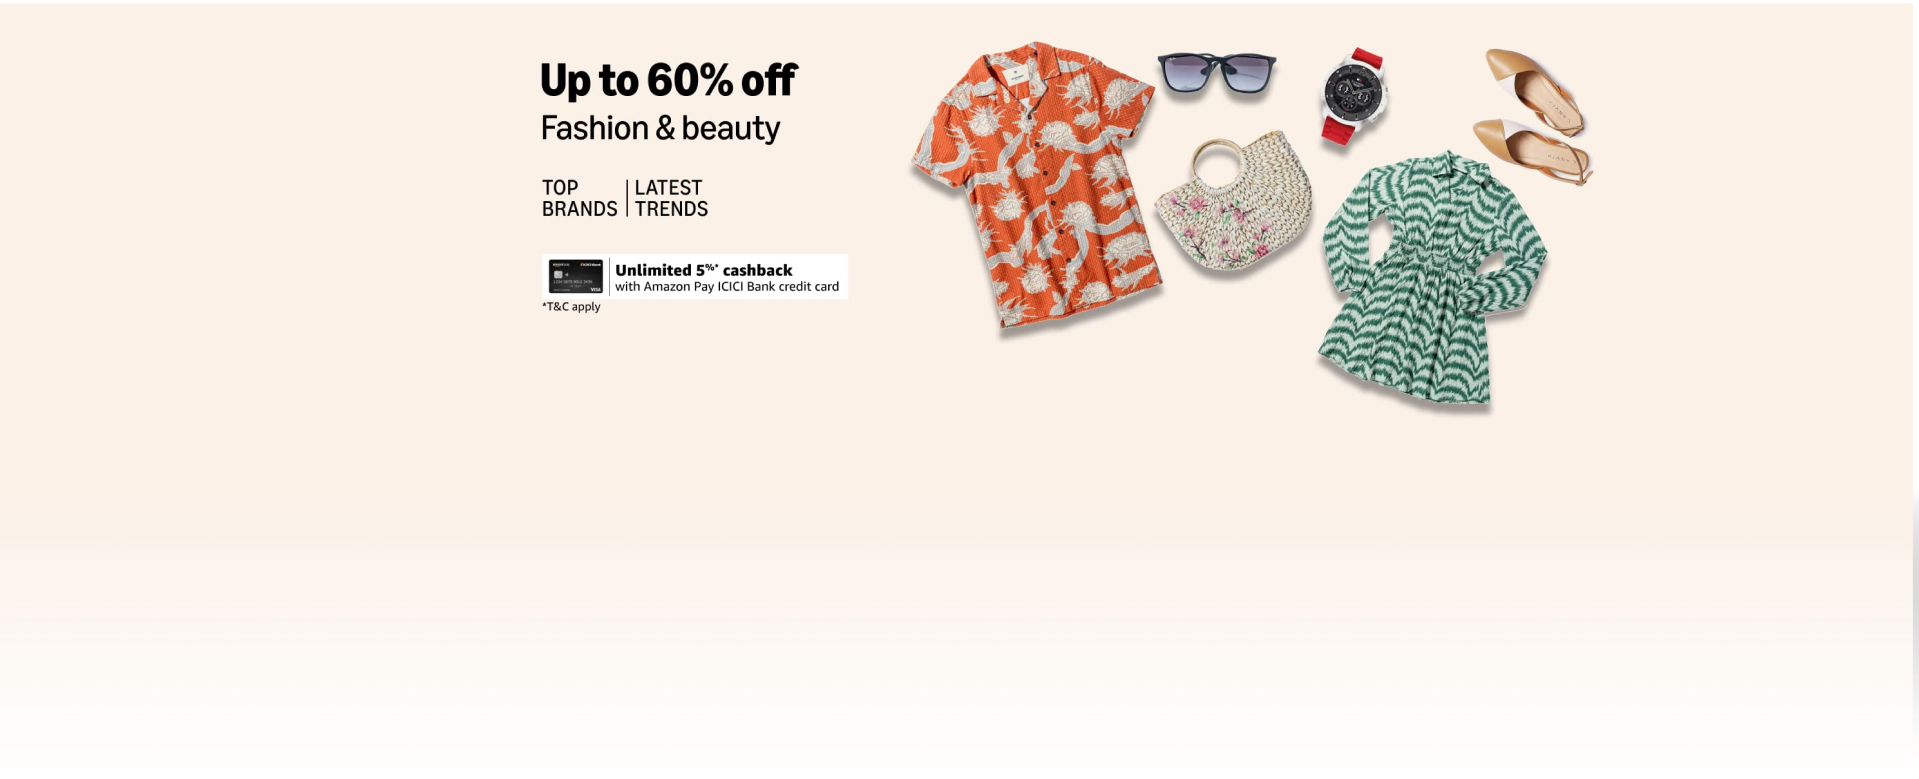 Up to 60% off
Fashion & beauty
TOP BRANDS | LATEST TRENDS
Unlimited 5%* cashback
with Amazon Pay ICICI Bank credit card
*T&C apply
VISA